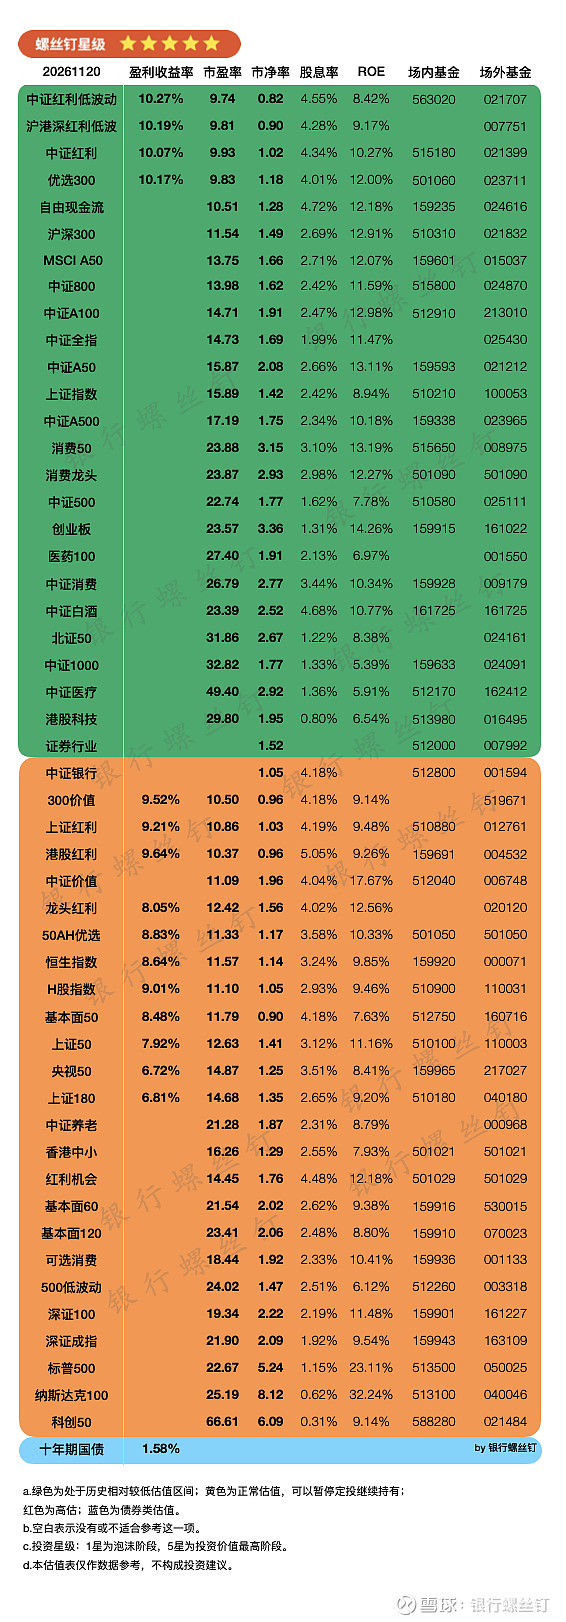 螺丝钉星级
20261120 盈利收益率 市盈率 市净率 股息率 ROE 场内基金 场外基金
中证红利低波动 10.27% 9.74 0.82 4.55% 8.42% 563020 021707
沪港深红利低波 10.19% 9.81 0.90 4.28% 9.17% 007751
中证红利 10.07% 9.93 1.02 4.34% 10.27% 515180 021399
优选300 10.17% 9.83 1.18 4.01% 12.00% 501060 023711
自由现金流 10.51 1.28 4.72% 12.18% 159235 024616
沪深300 11.54 1.49 2.69% 12.91% 510310 021832
MSCI A50 13.75 1.66 2.71% 12.07% 159601 015037
中证800 13.98 1.62 2.42% 11.59% 515800 024870
中证A100 14.71 1.91 2.47% 12.98% 512910 213010
中证全指 14.73 1.69 1.99% 11.47% 025430
中证A50 15.87 2.08 2.66% 13.11% 159593 021212
上证指数 15.89 1.42 2.42% 8.94% 510210 100053
中证A500 17.19 1.75 2.34% 10.18% 159338 023965
消费50 23.88 3.15 3.10% 13.19% 515650 008975
消费龙头 23.87 2.93 2.98% 12.27% 501090 501090
中证500 22.74 1.77 1.62% 7.78% 510580 025111
创业板 23.57 3.36 1.31% 14.26% 159915 161022
医药100 27.40 1.91 2.13% 6.97% 001550
中证消费 26.79 2.77 3.44% 10.34% 159928 009179
中证白酒 23.39 2.52 4.68% 10.77% 161725 161725
北证50 31.86 2.67 1.22% 8.38% 024161
中证1000 32.82 1.77 1.33% 5.39% 159633 024091
中证医疗 49.40 2.92 1.36% 5.91% 512170 162412
港股科技 29.80 1.95 0.80% 6.54% 513980 016495
证券行业 1.52 512000 007992
中证银行 1.05 4.18% 512800 001594
300价值 9.52% 10.50 0.96 4.18% 9.14% 519671
上证红利 9.21% 10.86 1.03 4.19% 9.48% 510880 012761
港股红利 9.64% 10.37 0.96 5.05% 9.26% 159691 004532
中证价值 11.09 1.96 4.04% 17.67% 512040 006748
龙头红利 8.05% 12.42 1.56 4.02% 12.56% 020120
50AH优选 8.83% 11.33 1.17 3.58% 10.33% 501050 501050
恒生指数 8.64% 11.57 1.14 3.24% 9.85% 159920 000071
H股指数 9.01% 11.10 1.05 2.93% 9.46% 510900 110031
基本面50 8.48% 11.79 0.90 4.18% 7.63% 512750 160716
上证50 7.92% 12.63 1.41 3.12% 11.16% 510100 110003
央视50 6.72% 14.87 1.25 3.51% 8.41% 159965 217027
上证180 6.81% 14.68 1.35 2.65% 9.20% 510180 040180
中证养老 21.28 1.87 2.31% 8.79% 000968
香港中小 16.26 1.29 2.55% 7.93% 501021 501021
红利机会 14.45 1.76 4.48% 12.18% 501029 501029
基本面60 21.54 2.02 2.62% 9.38% 159916 530015
基本面120 23.41 2.06 2.48% 8.80% 159910 070023
可选消费 18.44 1.92 2.33% 10.41% 159936 001133
500低波动 24.02 1.47 2.51% 6.12% 512260 003318
深证100 19.34 2.22 2.19% 11.48% 159901 161227
深证成指 21.90 2.09 1.92% 9.54% 159943 163109
标普500 22.67 5.24 1.15% 23.11% 513500 050025
纳斯达克100 25.19 8.12 0.62% 32.24% 513100 040046
科创50 66.61 6.09 0.31% 9.14% 588280 021484
十年期国债 1.58% by 银行螺丝钉
a.绿色为处于历史相对较低估值区间；黄色为正常估值，可以暂停定投继续持有；
红色为高估；蓝色为债券类估值。
b.空白表示没有或不适合参考这一项。
c.投资星级：1星为泡沫阶段，5星为投资价值最高阶段。
d.本估值表仅作数据参考，不构成投资建议。
雪球：银行螺丝钉